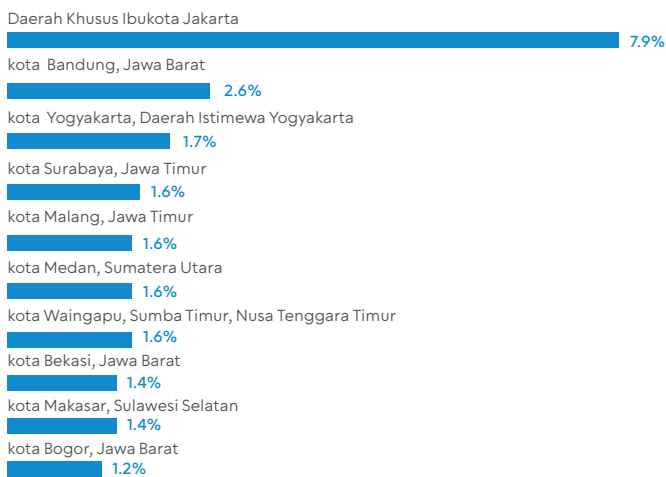 Daerah Khusus Ibukota Jakarta
7.9%
kota Bandung, Jawa Barat
2.6%
kota Yogyakarta, Daerah Istimewa Yogyakarta
1.7%
kota Surabaya, Jawa Timur
1.6%
kota Malang, Jawa Timur
1.6%
kota Medan, Sumatera Utara
1.6%
kota Waingapu, Sumba Timur, Nusa Tenggara Timur
1.6%
kota Bekasi, Jawa Barat
1.4%
kota Makasar, Sulawesi Selatan
1.4%
kota Bogor, Jawa Barat
1.2%